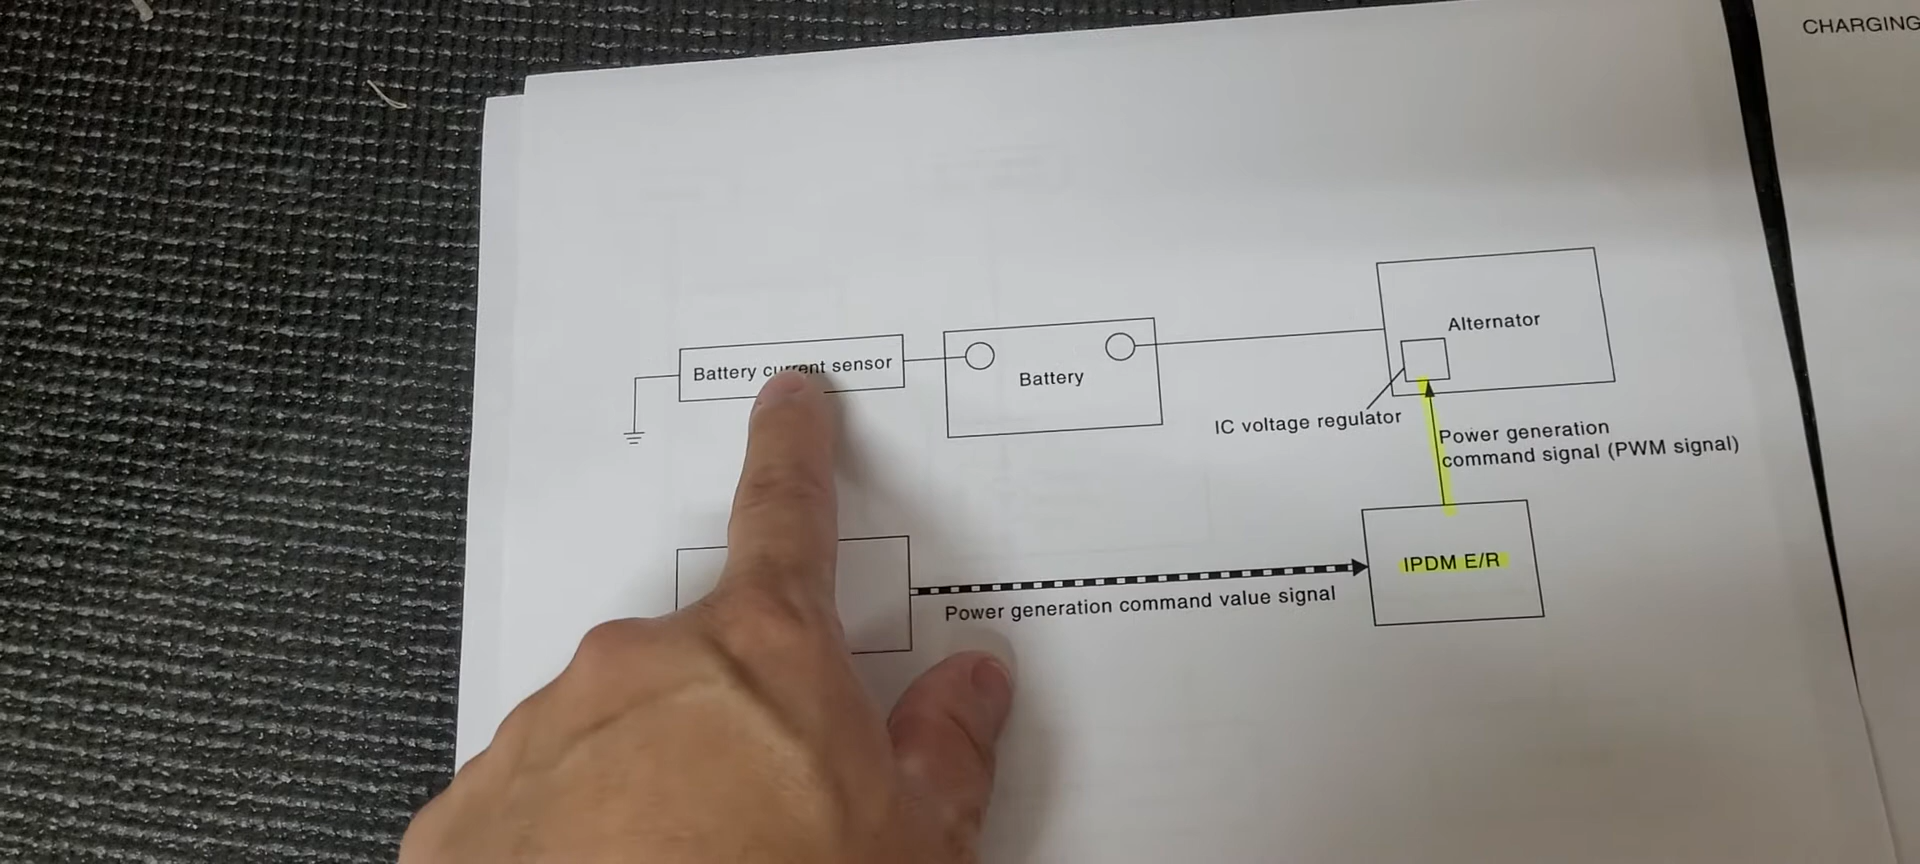 CHARGING
Alternator
Battery current sensor
Battery
IC voltage regulator
Power generation
command signal (PWM signal)
IPDM E/R
Power generation command value signal